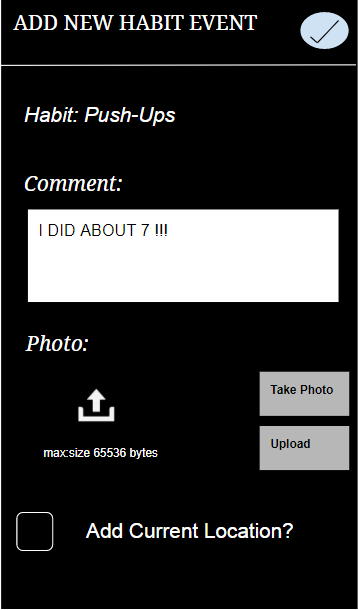 ADD NEW HABIT EVENT
Habit: Push-Ups
Comment:
I DID ABOUT 7 !!!
Photo:
Take Photo
max:size 65536 bytes
Upload
Add Current Location?